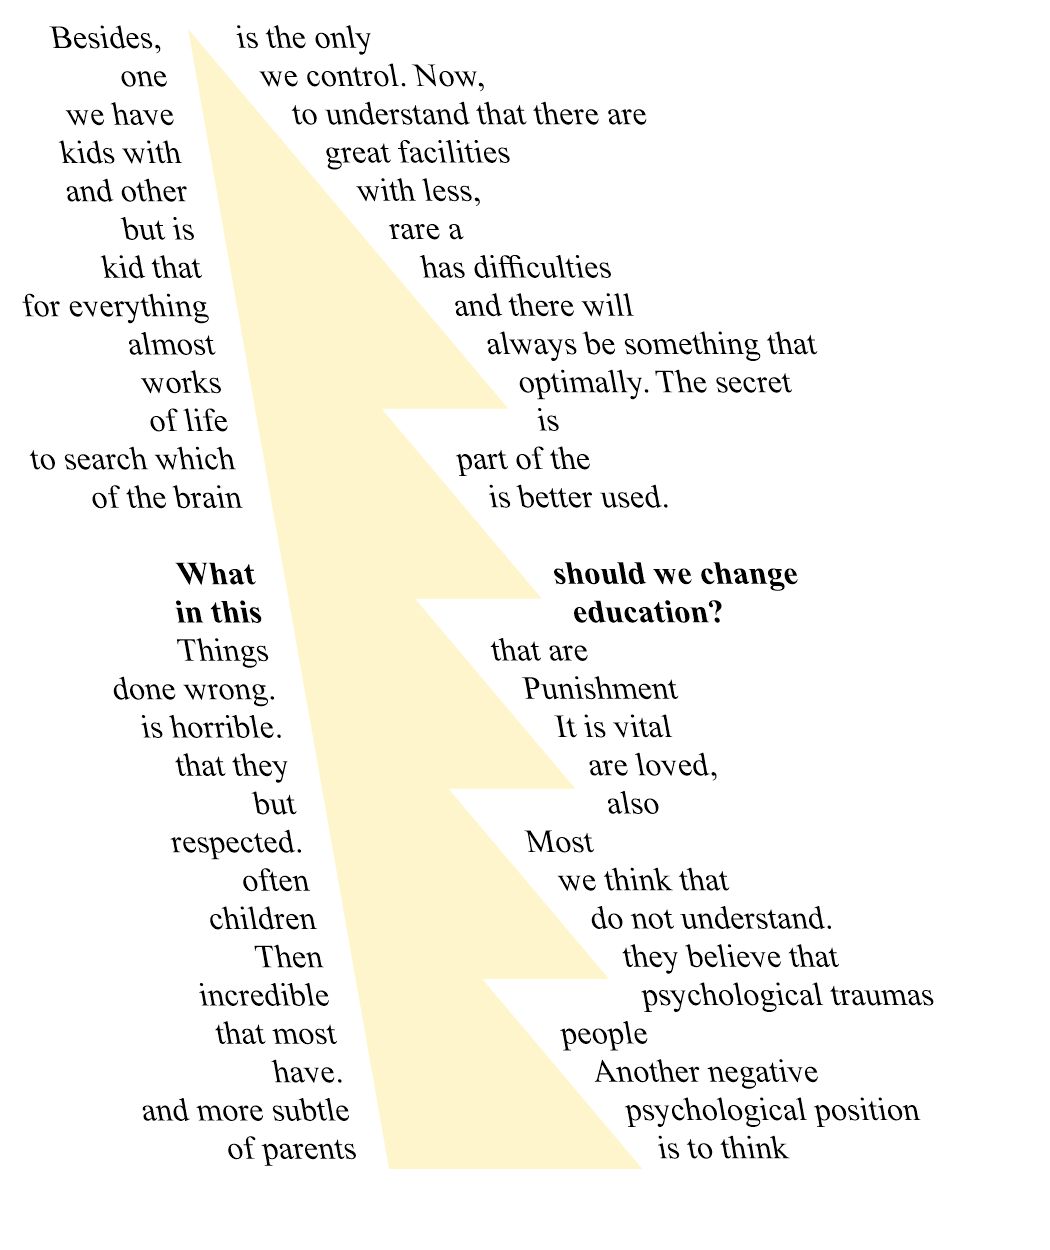 Besides, is the only
one we control. Now,
we have to understand that there are
kids with great facilities
and other with less,
but is rare a
kid that has difficulties
for everything and there will
almost always be something that
works optimally. The secret
of life is
to search which part of the
of the brain is better used.
What should we change
in this education?
Things that are
done wrong. Punishment
is horrible. It is vital
that they are loved,
but also
respected. Most
often we think that
children do not understand.
Then they believe that
incredible psychological traumas
that most people
have. Another negative
and more subtle psychological position
of parents is to think